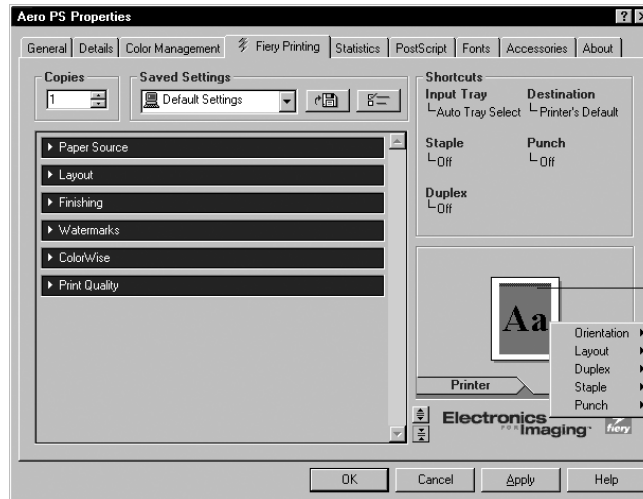 Aero PS Properties
General Details Color Management Fiery Printing Statistics PostScript Fonts Accessories About
Copies
1
Saved Settings
Default Settings
Shortcuts
Input Tray Destination
Auto Tray Select Printer's Default
Staple Punch
Off Off
Duplex
Off
Paper Source
Layout
Finishing
Watermarks
ColorWise
Print Quality
Aa
Orientation
Layout
Duplex
Staple
Punch
Printer
Electronics
FOR Imaging
fiery
OK Cancel Apply Help